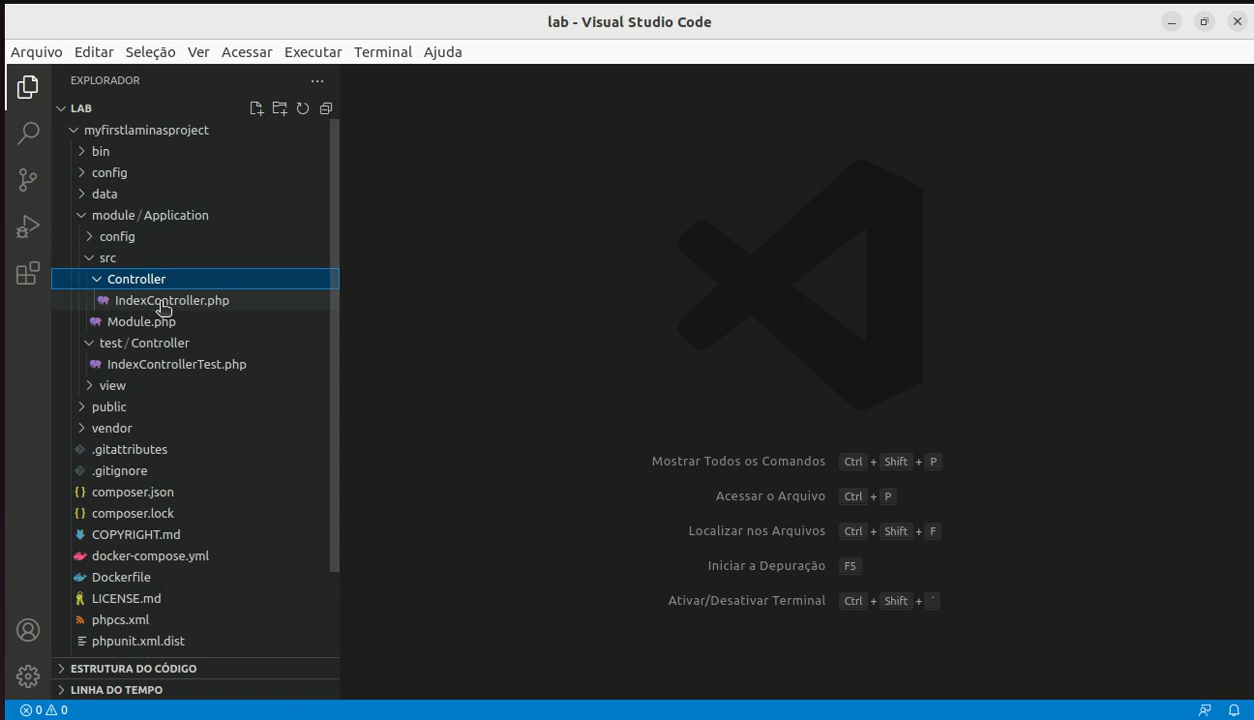 lab - Visual Studio Code
Arquivo Editar Seleção Ver Acessar Executar Terminal Ajuda
EXPLORADOR
LAB
myfirstlaminasproject
bin
config
data
module / Application
config
src
Controller
IndexController.php
Module.php
test / Controller
IndexControllerTest.php
view
public
vendor
.gitattributes
.gitignore
composer.json
composer.lock
COPYRIGHT.md
docker-compose.yml
Dockerfile
LICENSE.md
phpcs.xml
phpunit.xml.dist
ESTRUTURA DO CÓDIGO
LINHA DO TEMPO
Mostrar Todos os Comandos Ctrl + Shift + P
Acessar o Arquivo Ctrl + P
Localizar nos Arquivos Ctrl + Shift + F
Iniciar a Depuração F5
Ativar/Desativar Terminal Ctrl + Shift + ´
0 0